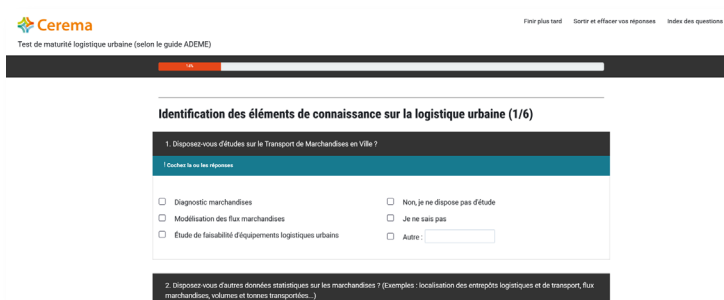 Cerema
Finir plus tard Sortir et effacer vos réponses Index des questions
Test de maturité logistique urbaine (selon le guide ADEME)
14%
Identification des éléments de connaissance sur la logistique urbaine (1/6)
1. Disposez-vous d'études sur le Transport de Marchandises en Ville ?
! Cochez la ou les réponses
Diagnostic marchandises
Non, je ne dispose pas d'étude
Modélisation des flux marchandises
Je ne sais pas
Étude de faisabilité d'équipements logistiques urbains
Autre :
2. Disposez-vous d'autres données statistiques sur les marchandises ? (Exemples : localisation des entrepôts logistiques et de transport, flux
marchandises, volumes et tonnes transportées...)